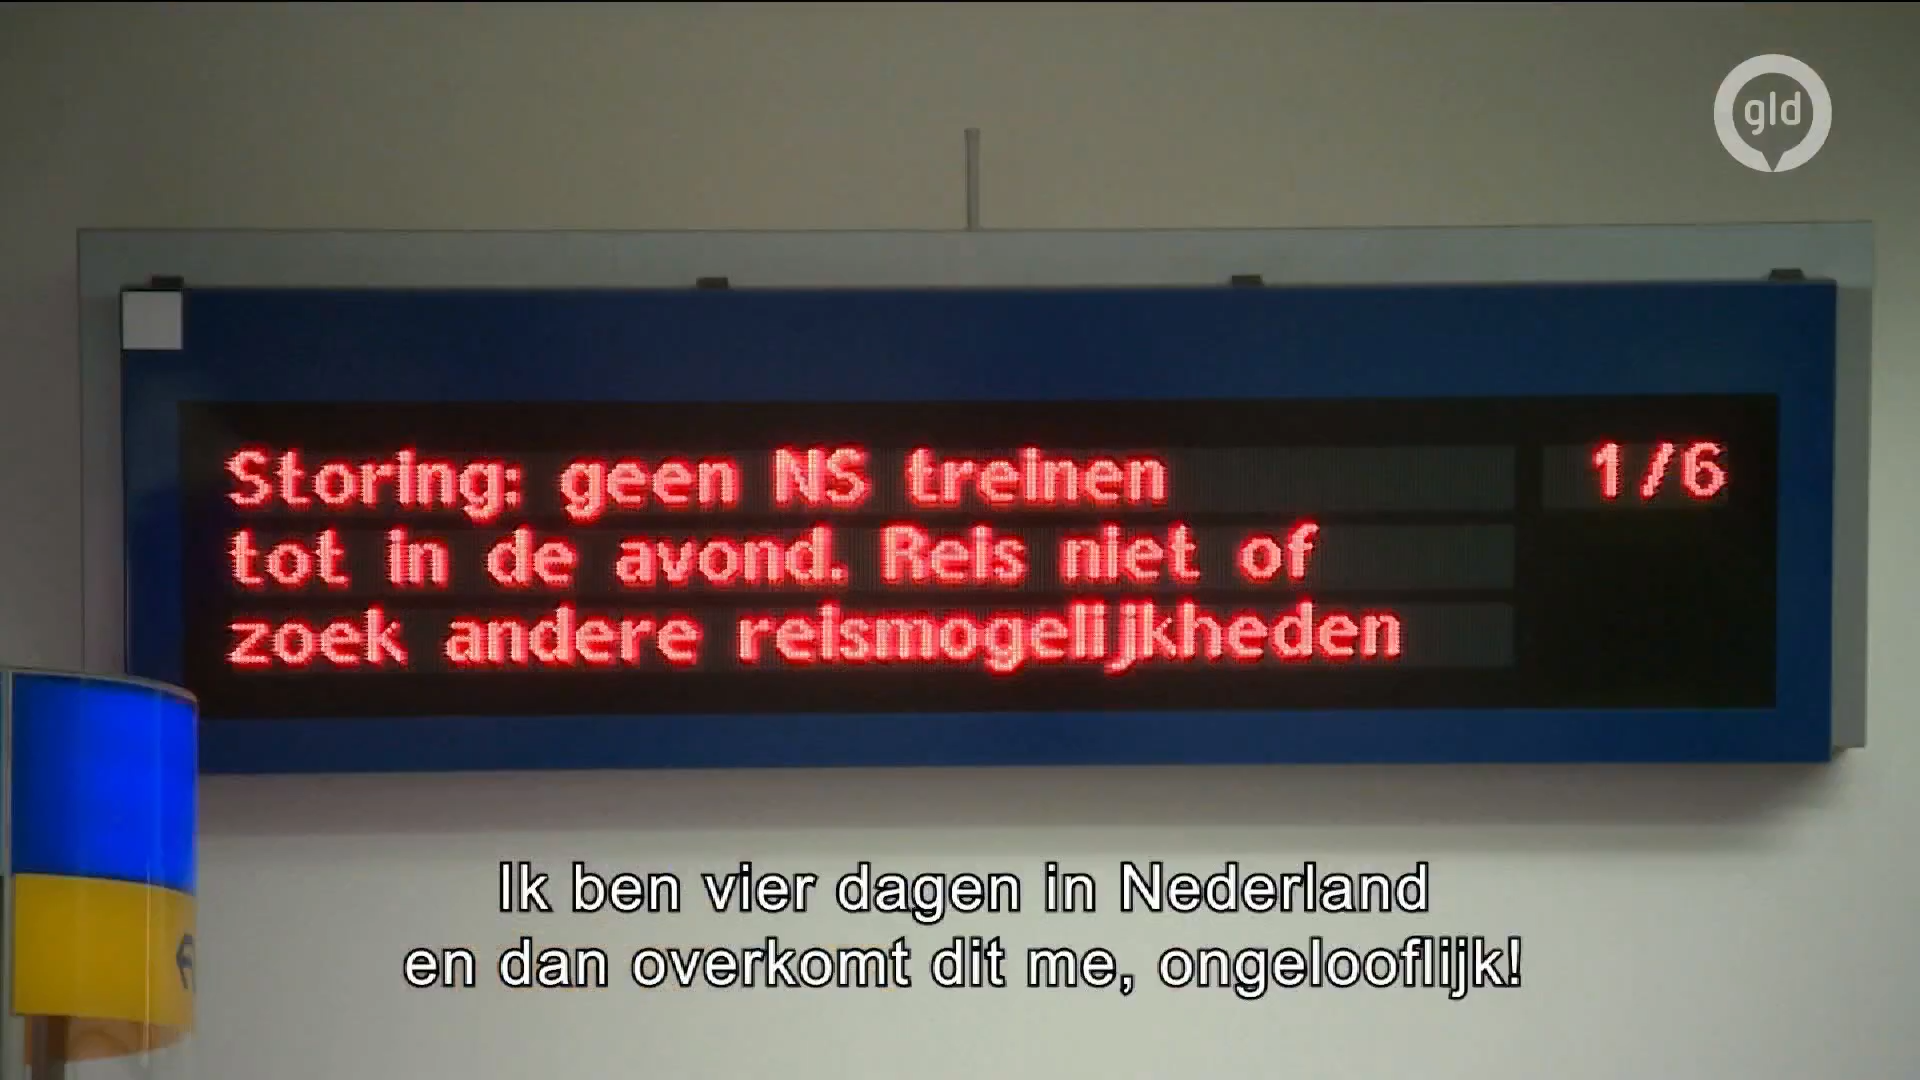 gld
Storing: geen NS treinen 1/6
tot in de avond. Reis niet of
zoek andere reismogelijkheden
Ik ben vier dagen in Nederland
en dan overkomt dit me, ongelooflijk!